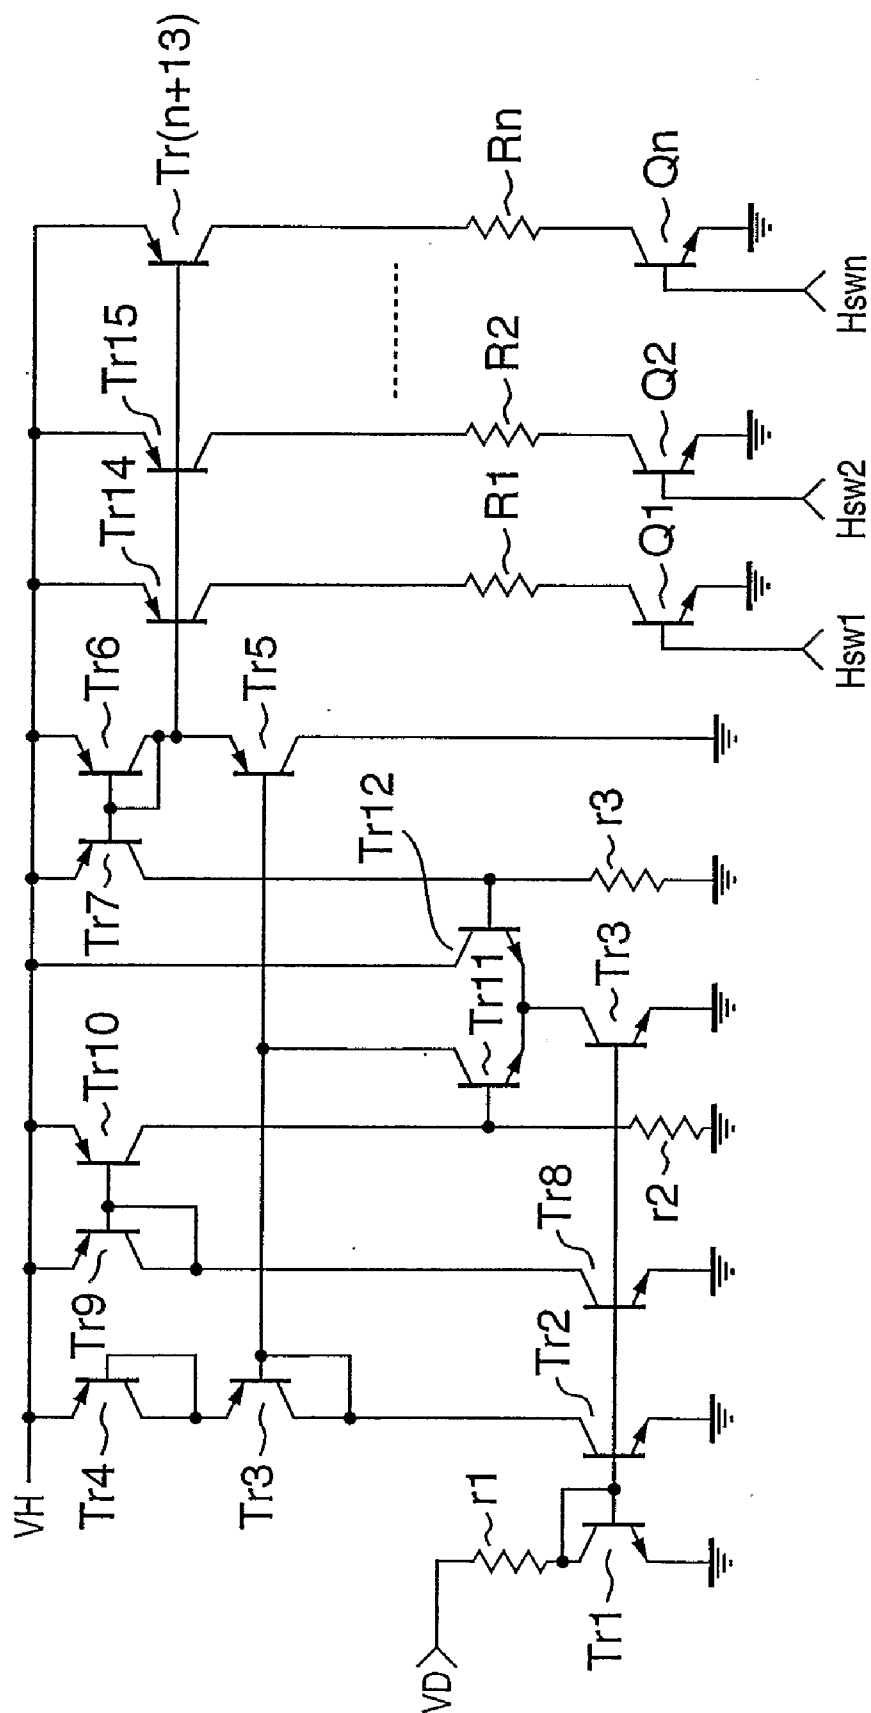 VH
Tr4
Tr9
Tr10
Tr7
Tr6
Tr14
Tr15
Tr(n+13)
Tr3
Tr5
Tr12
Tr11
VD
r1
Tr1
Tr2
Tr8
r2
Tr3
r3
R1
R2
Rn
Q1
Q2
Qn
Hsw1
Hsw2
Hswn